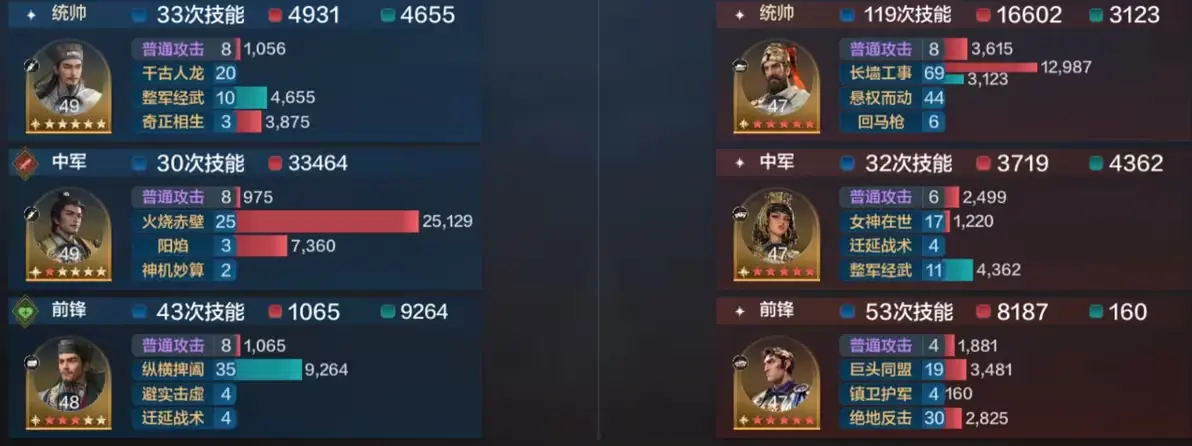 统帅 33次技能 4931 4655
普通攻击 8 1,056
千古人龙 20
整军经武 10 4,655
奇正相生 3 3,875
49
中军 30次技能 33464
普通攻击 8 975
火烧赤壁 25 25,129
阳焰 3 7,360
神机妙算 2
49
前锋 43次技能 1065 9264
普通攻击 8 1,065
纵横捭阖 35 9,264
避实击虚 4
迂延战术 4
48
统帅 119次技能 16602 3123
普通攻击 8 3,615
长墙工事 69 12,987 3,123
悬权而动 44
回马枪 6
47
中军 32次技能 3719 4362
普通攻击 6 2,499
女神在世 17 1,220
迂延战术 4
整军经武 11 4,362
47
前锋 53次技能 8187 160
普通攻击 4 1,881
巨头同盟 19 3,481
镇卫护军 4 160
绝地反击 30 2,825
47